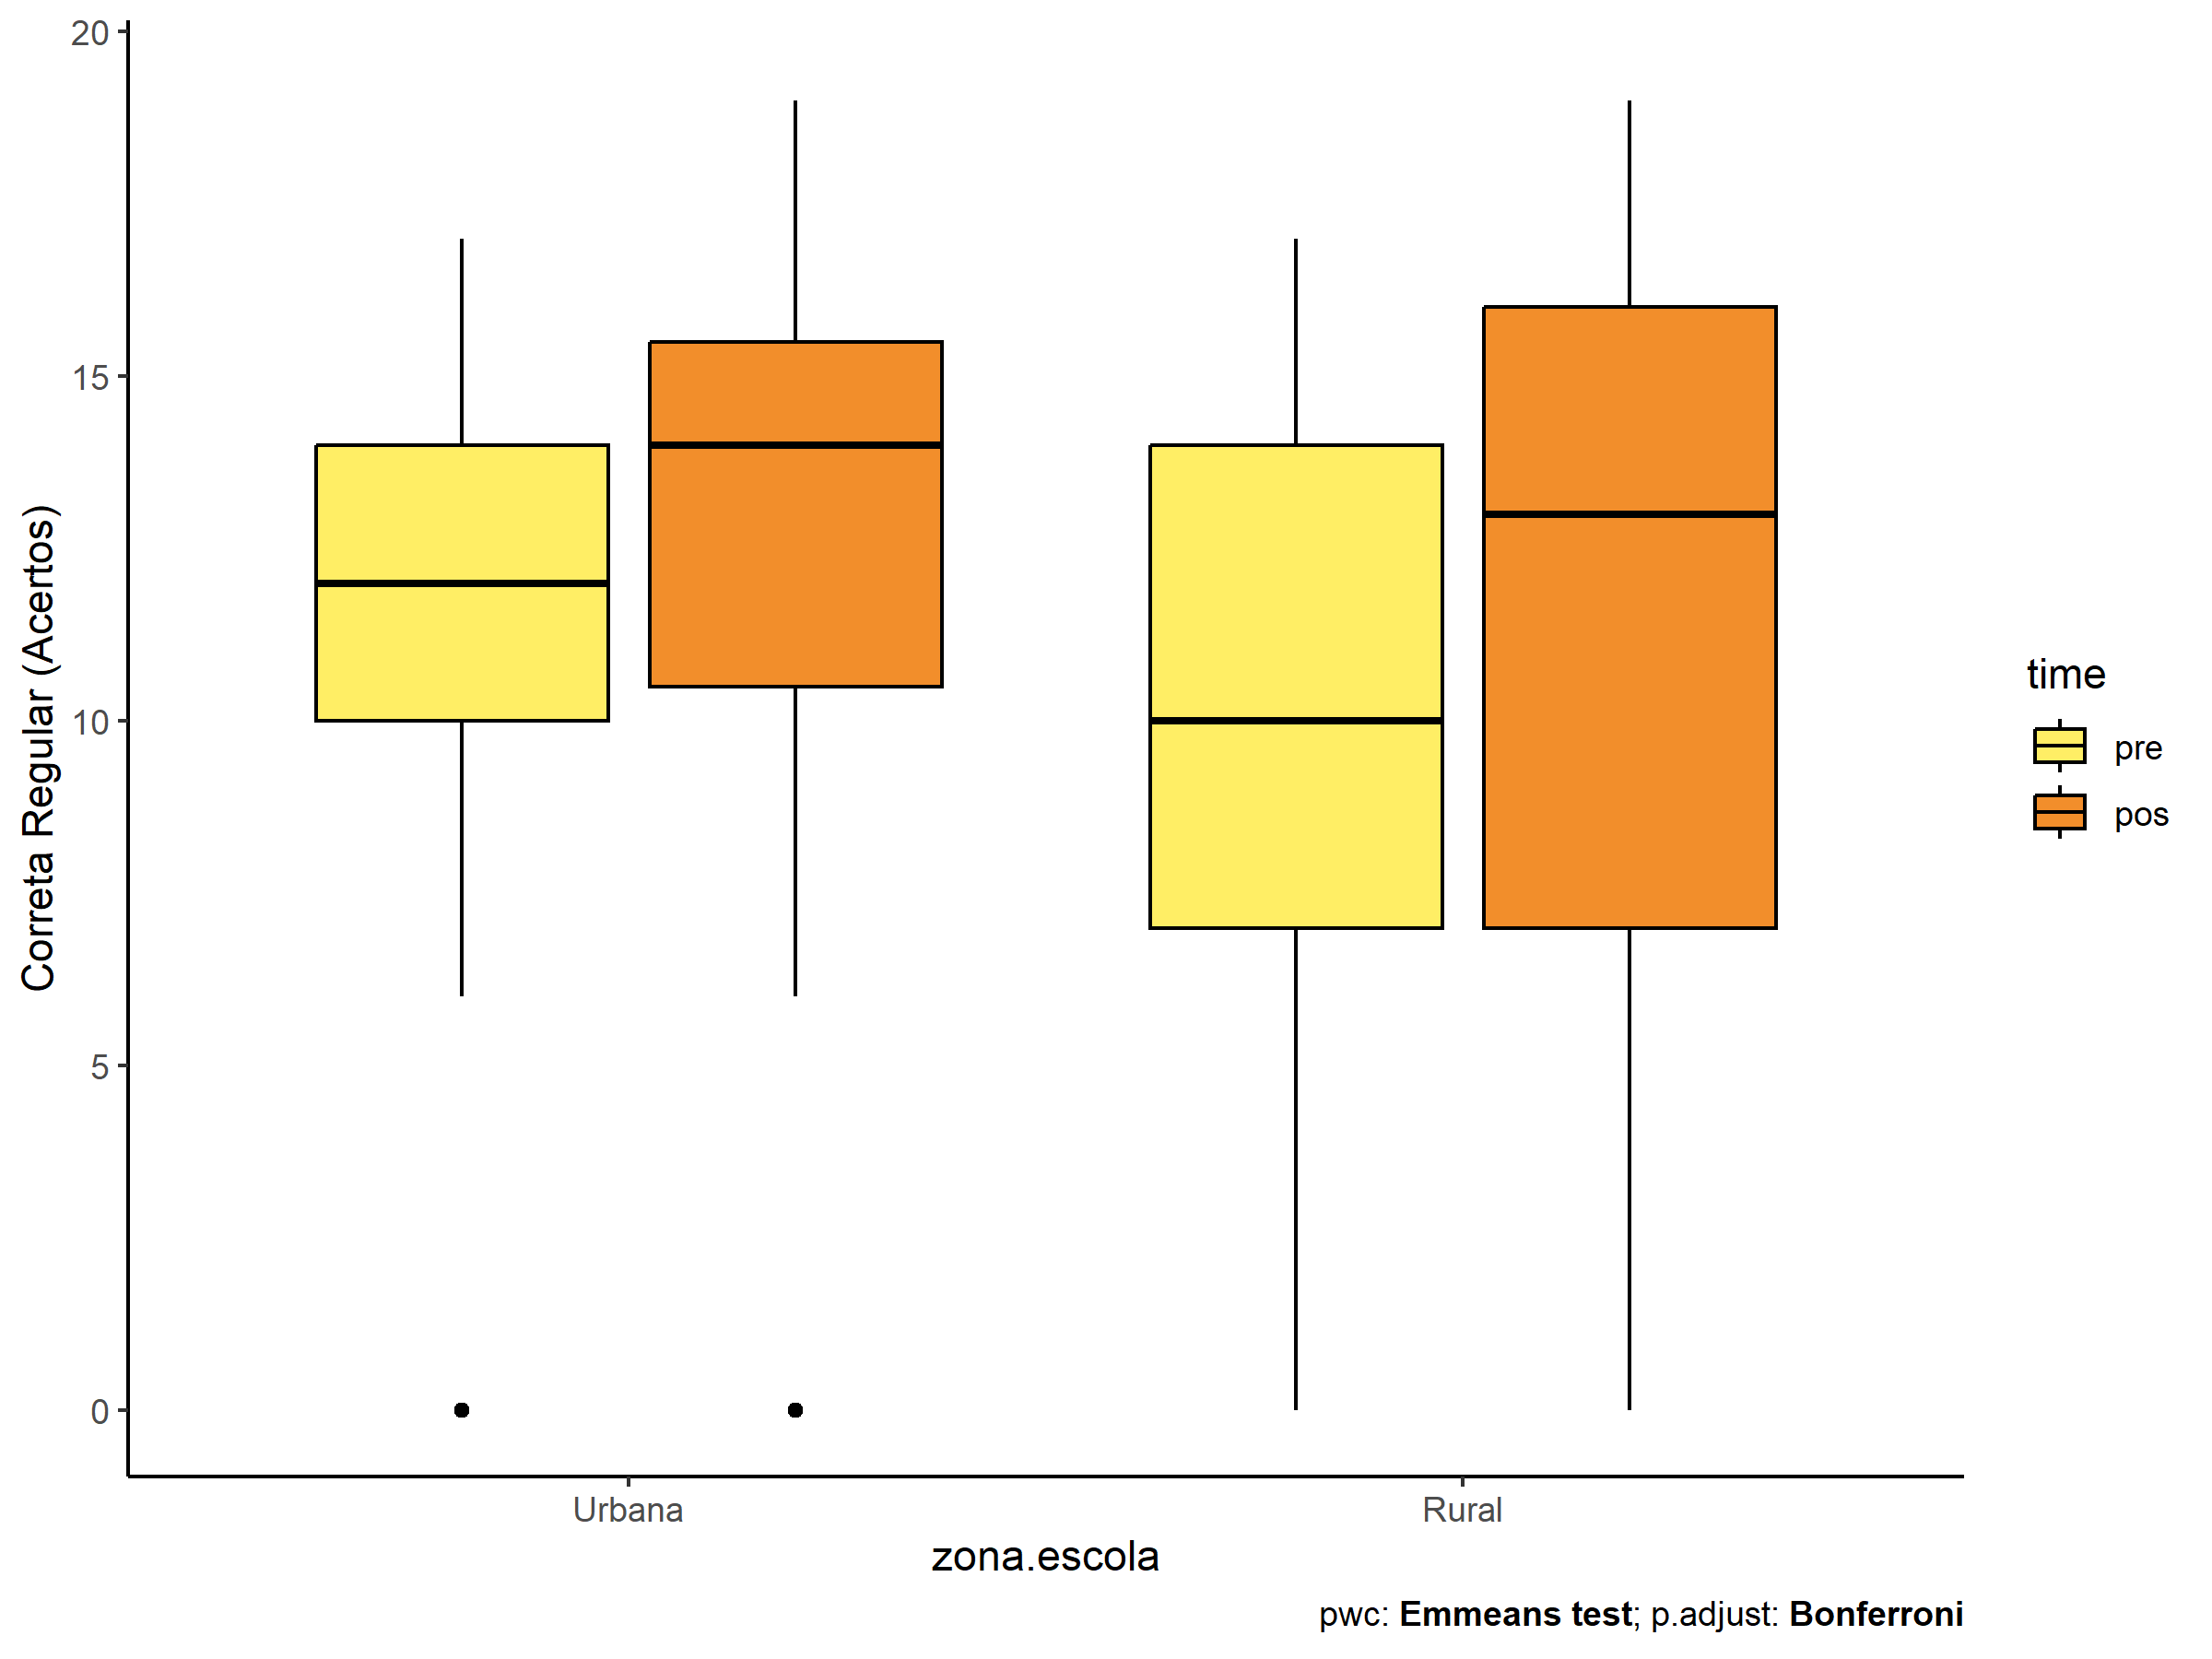 20
15
10
5
0
Correta Regular (Acertos)
Urbana
Rural
zona.escola
time
pre
pos
pwc: Emmeans test; p.adjust: Bonferroni